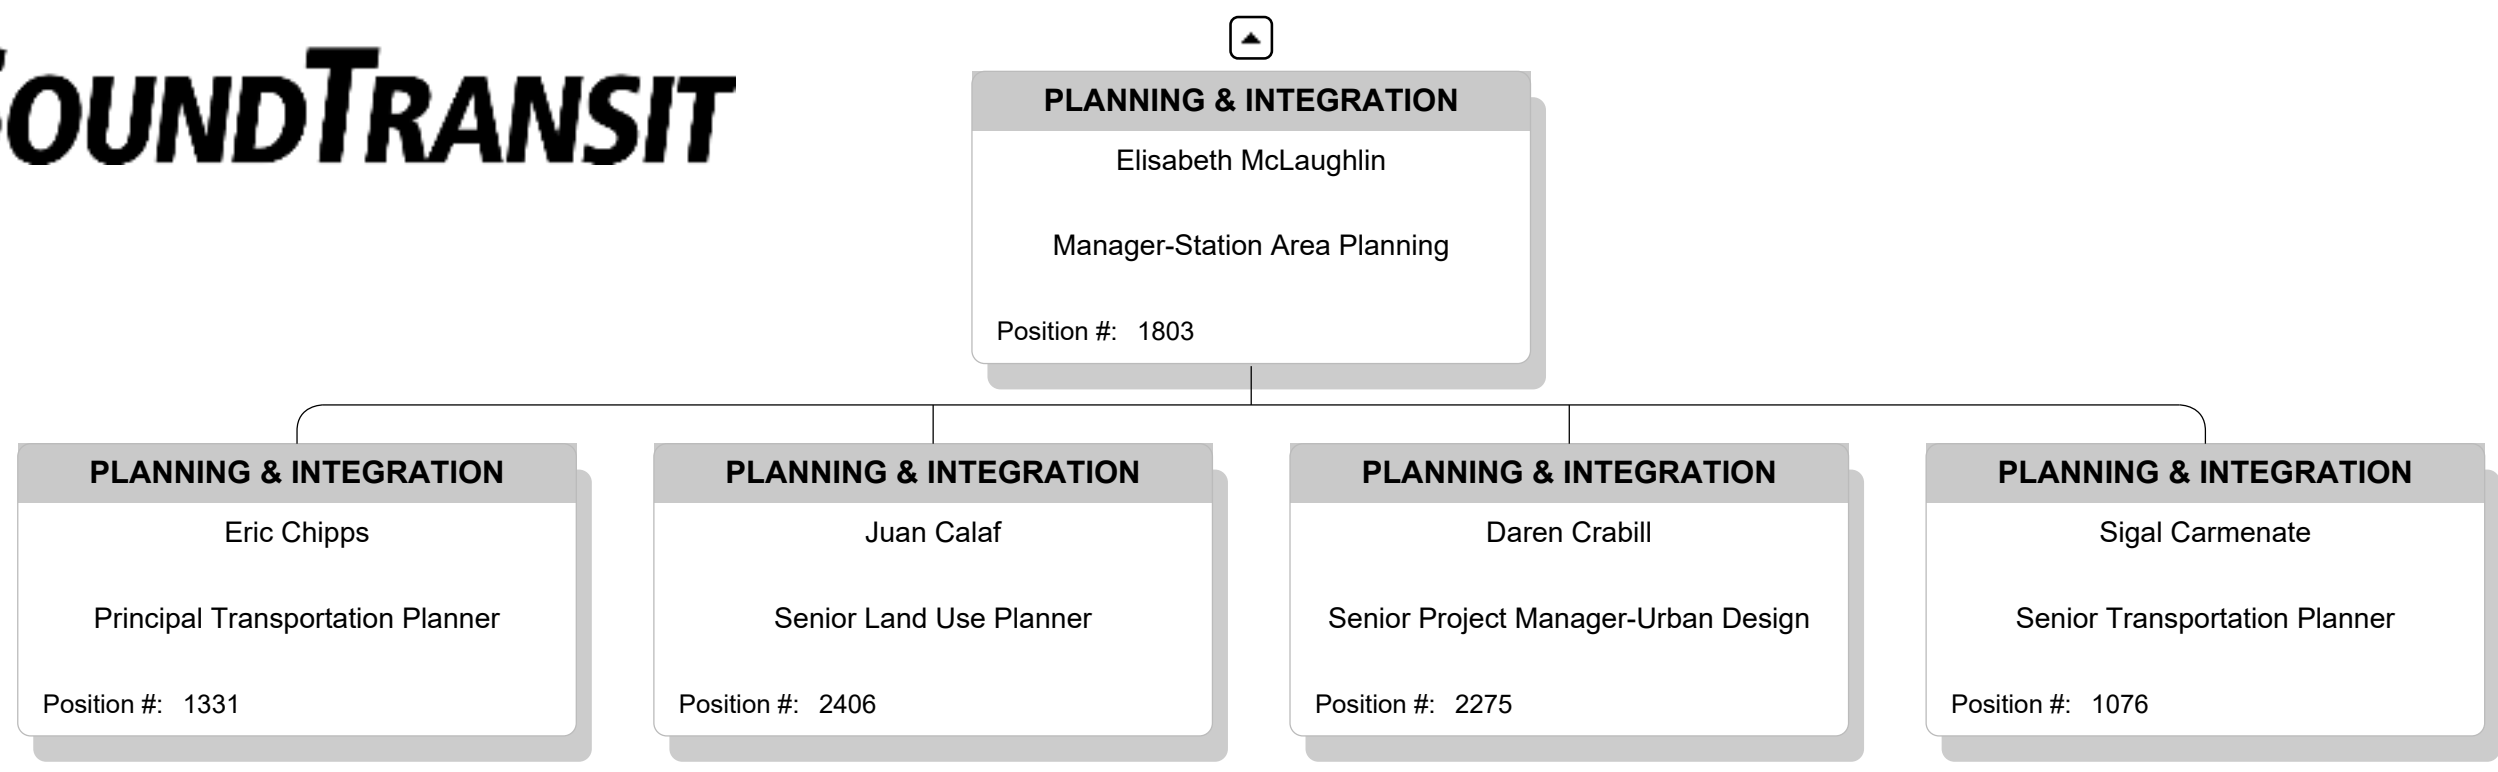 SOUNDTRANSIT
PLANNING & INTEGRATION
Elisabeth McLaughlin
Manager-Station Area Planning
Position #: 1803
PLANNING & INTEGRATION
Eric Chipps
Principal Transportation Planner
Position #: 1331
PLANNING & INTEGRATION
Juan Calaf
Senior Land Use Planner
Position #: 2406
PLANNING & INTEGRATION
Daren Crabill
Senior Project Manager-Urban Design
Position #: 2275
PLANNING & INTEGRATION
Sigal Carmenate
Senior Transportation Planner
Position #: 1076